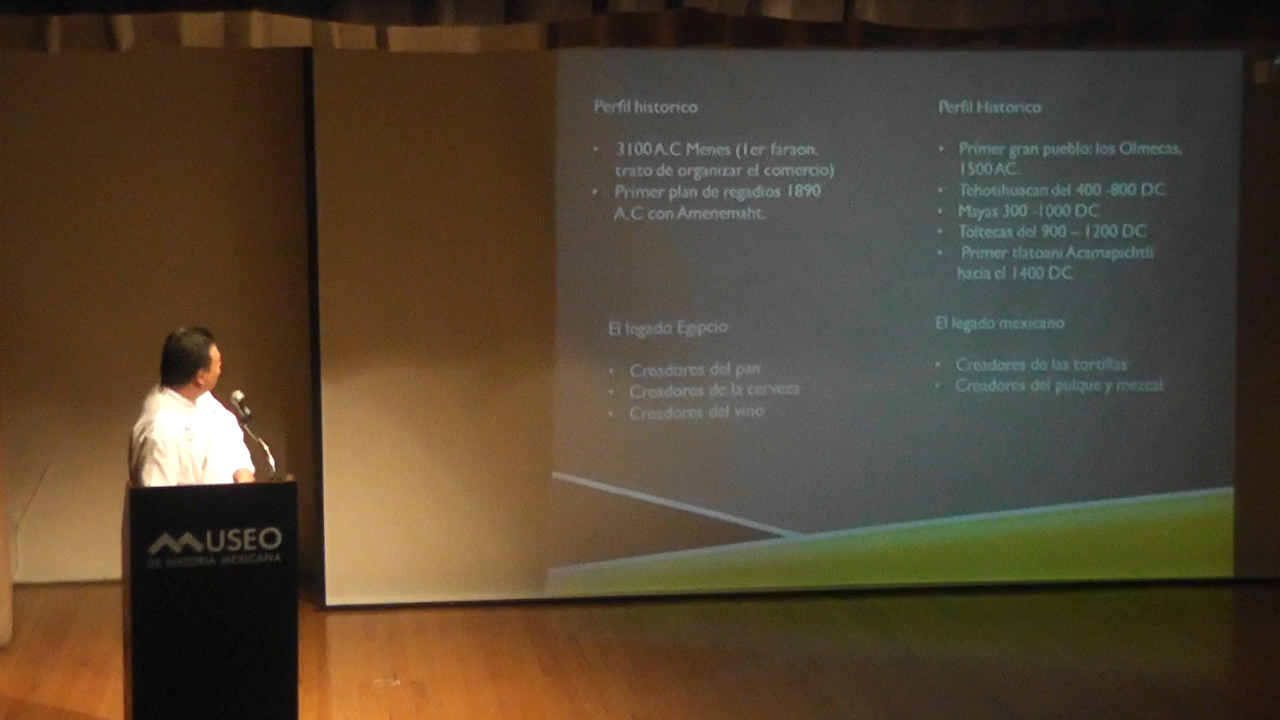 Perfil historico
• 3100 A.C Menes (1er faraon,
trato de organizar el comercio)
• Primer plan de regadios 1890
A.C con Amenemaht.
El legado Egipcio
• Creadores del pan
• Creadores de la cerveza
• Creadores del vino
Perfil Historico
• Primer gran pueblo: los Olmecas,
1500 AC.
• Tehotihuacan del 400 -800 DC
• Mayas 300 -1000 DC
• Toltecas del 900 – 1200 DC
• Primer tlatoani Acamapichtli
hacia el 1400 DC
El legado mexicano
• Creadores de las tortillas
• Creadores del pulque y mezcal
MUSEO
DE HISTORIA MEXICANA